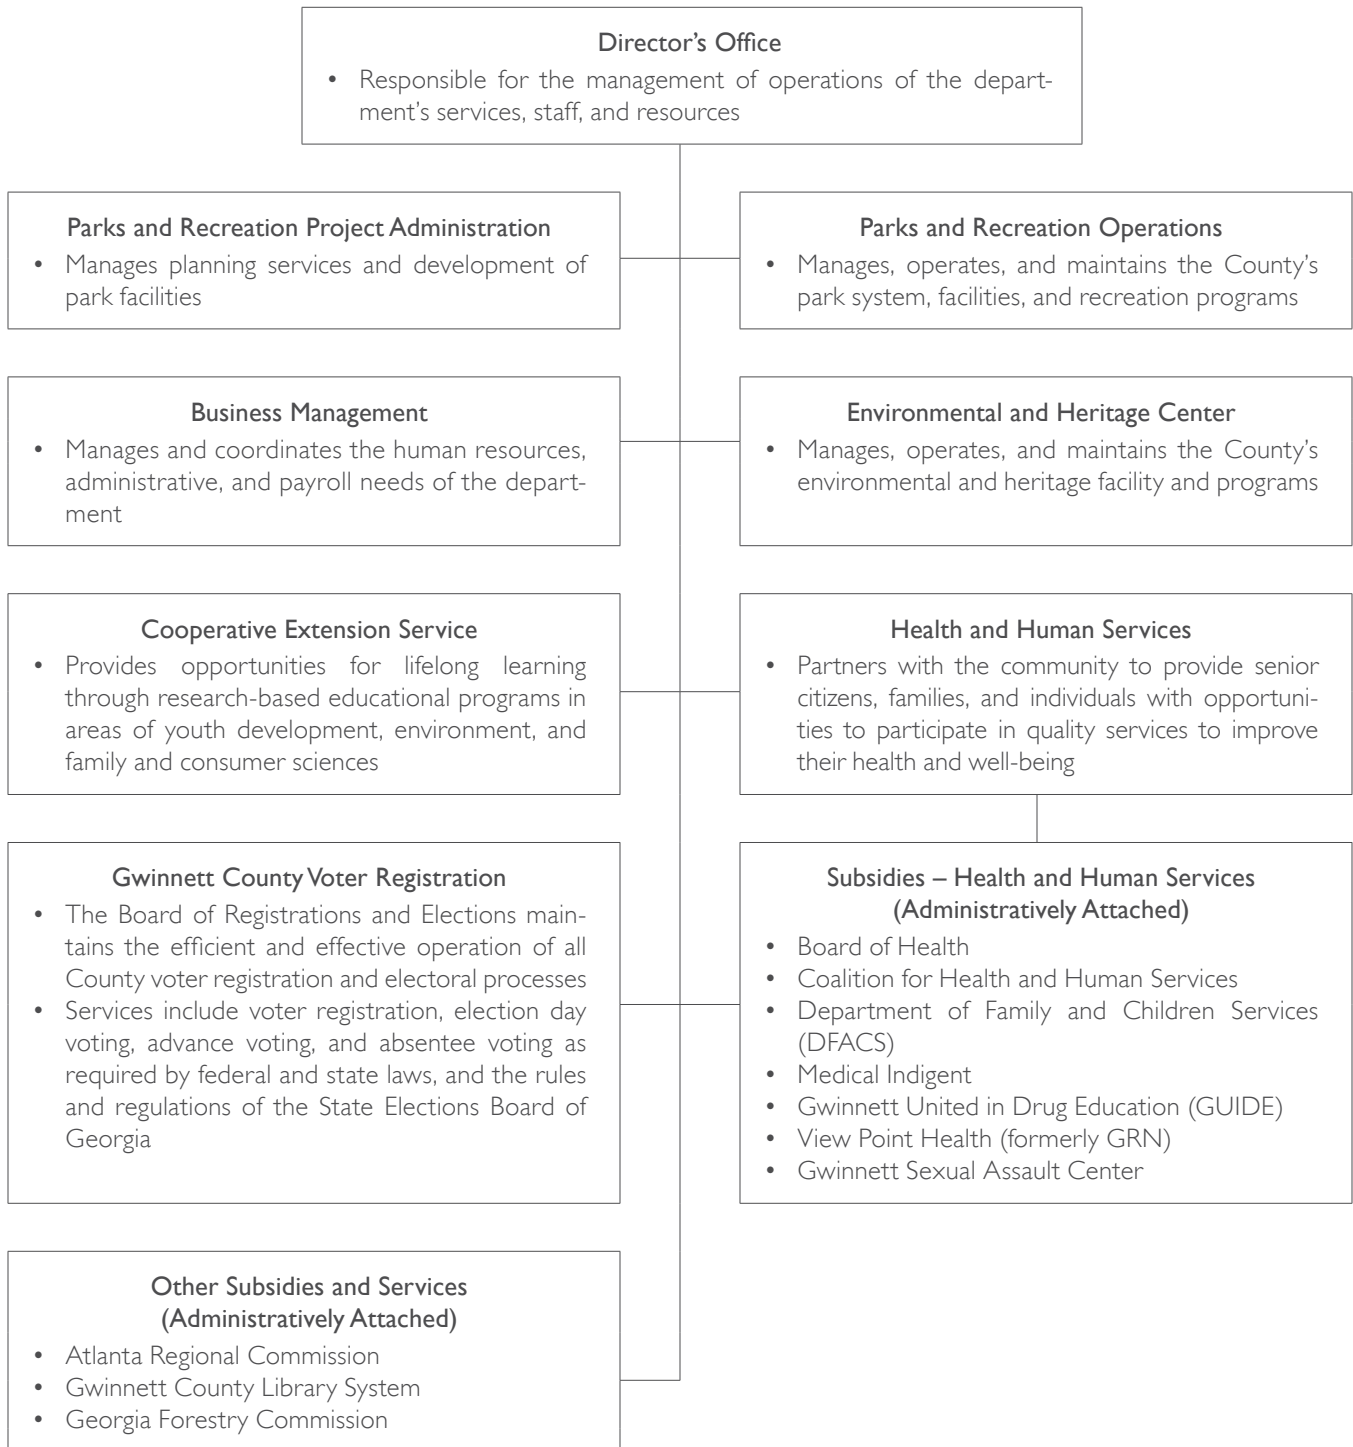 Director’s Office
• Responsible for the management of operations of the depart-
ment’s services, staff, and resources
Parks and Recreation Project Administration
• Manages planning services and development of
park facilities
Parks and Recreation Operations
• Manages, operates, and maintains the County’s
park system, facilities, and recreation programs
Business Management
• Manages and coordinates the human resources,
administrative, and payroll needs of the depart-
ment
Environmental and Heritage Center
• Manages, operates, and maintains the County’s
environmental and heritage facility and programs
Cooperative Extension Service
• Provides opportunities for lifelong learning
through research-based educational programs in
areas of youth development, environment, and
family and consumer sciences
Health and Human Services
• Partners with the community to provide senior
citizens, families, and individuals with opportuni-
ties to participate in quality services to improve
their health and well-being
Gwinnett County Voter Registration
• The Board of Registrations and Elections main-
tains the efficient and effective operation of all
County voter registration and electoral processes
• Services include voter registration, election day
voting, advance voting, and absentee voting as
required by federal and state laws, and the rules
and regulations of the State Elections Board of
Georgia
Subsidies – Health and Human Services
(Administratively Attached)
• Board of Health
• Coalition for Health and Human Services
• Department of Family and Children Services
(DFACS)
• Medical Indigent
• Gwinnett United in Drug Education (GUIDE)
• View Point Health (formerly GRN)
• Gwinnett Sexual Assault Center
Other Subsidies and Services
(Administratively Attached)
• Atlanta Regional Commission
• Gwinnett County Library System
• Georgia Forestry Commission